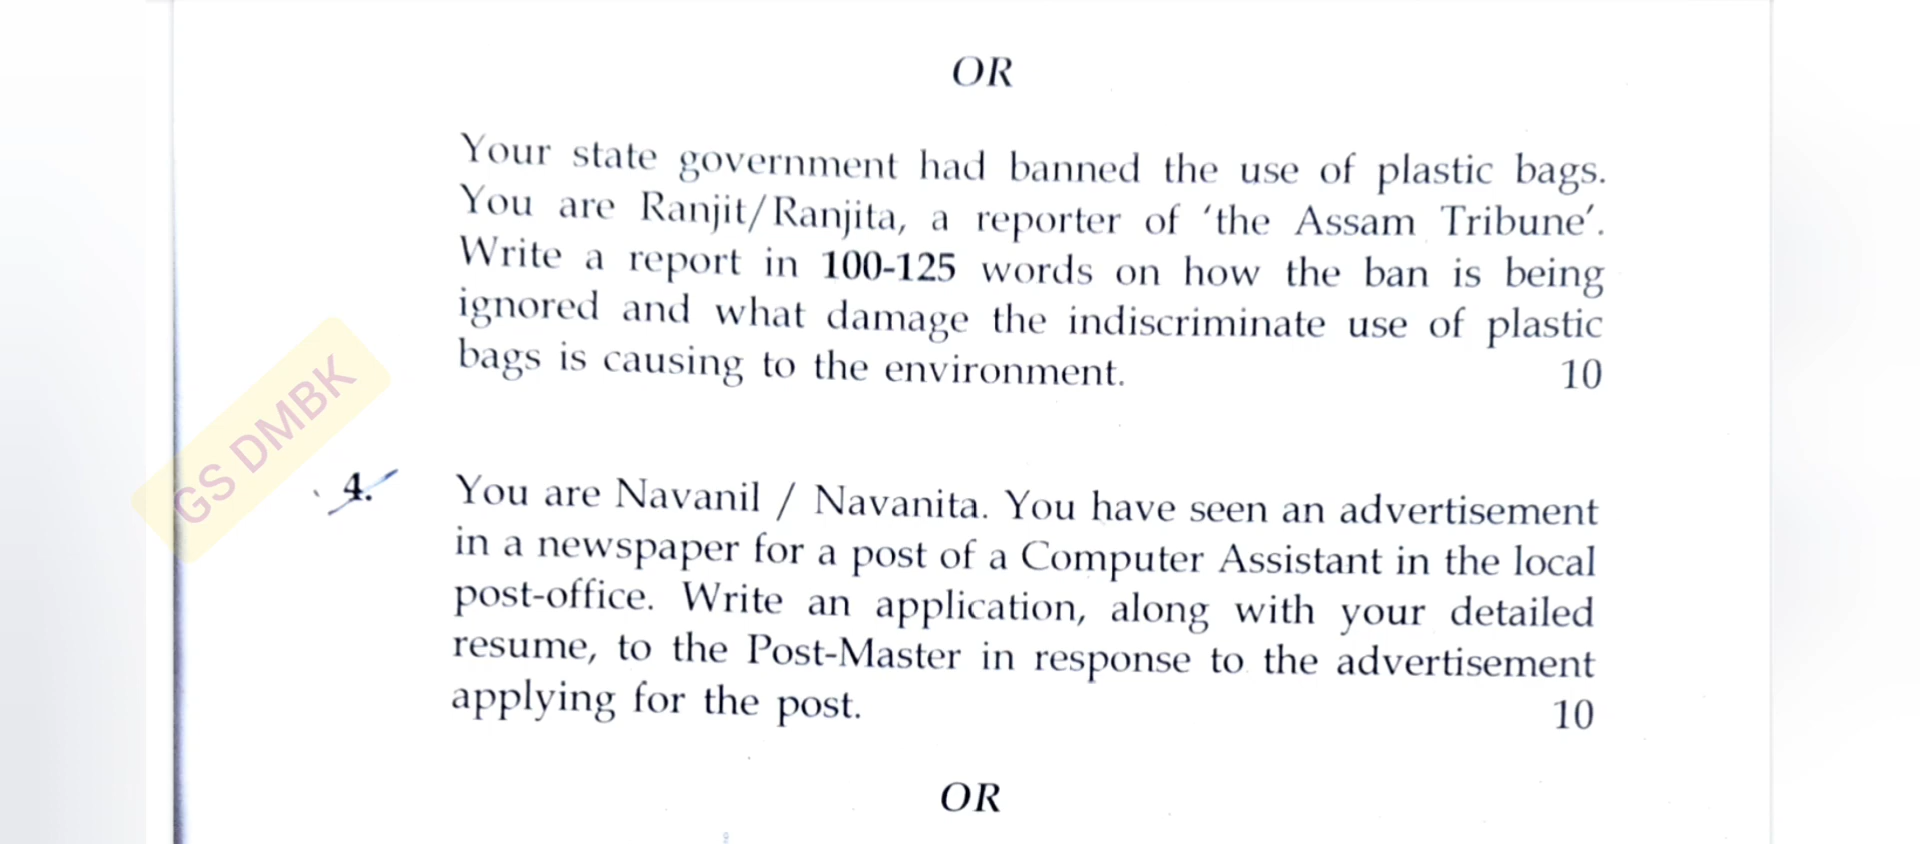 OR
Your state government had banned the use of plastic bags.
You are Ranjit/Ranjita, a reporter of ‘the Assam Tribune’.
Write a report in 100-125 words on how the ban is being
ignored and what damage the indiscriminate use of plastic
bags is causing to the environment. 10
GS DMBK
4. You are Navanil / Navanita. You have seen an advertisement
in a newspaper for a post of a Computer Assistant in the local
post-office. Write an application, along with your detailed
resume, to the Post-Master in response to the advertisement
applying for the post. 10
OR